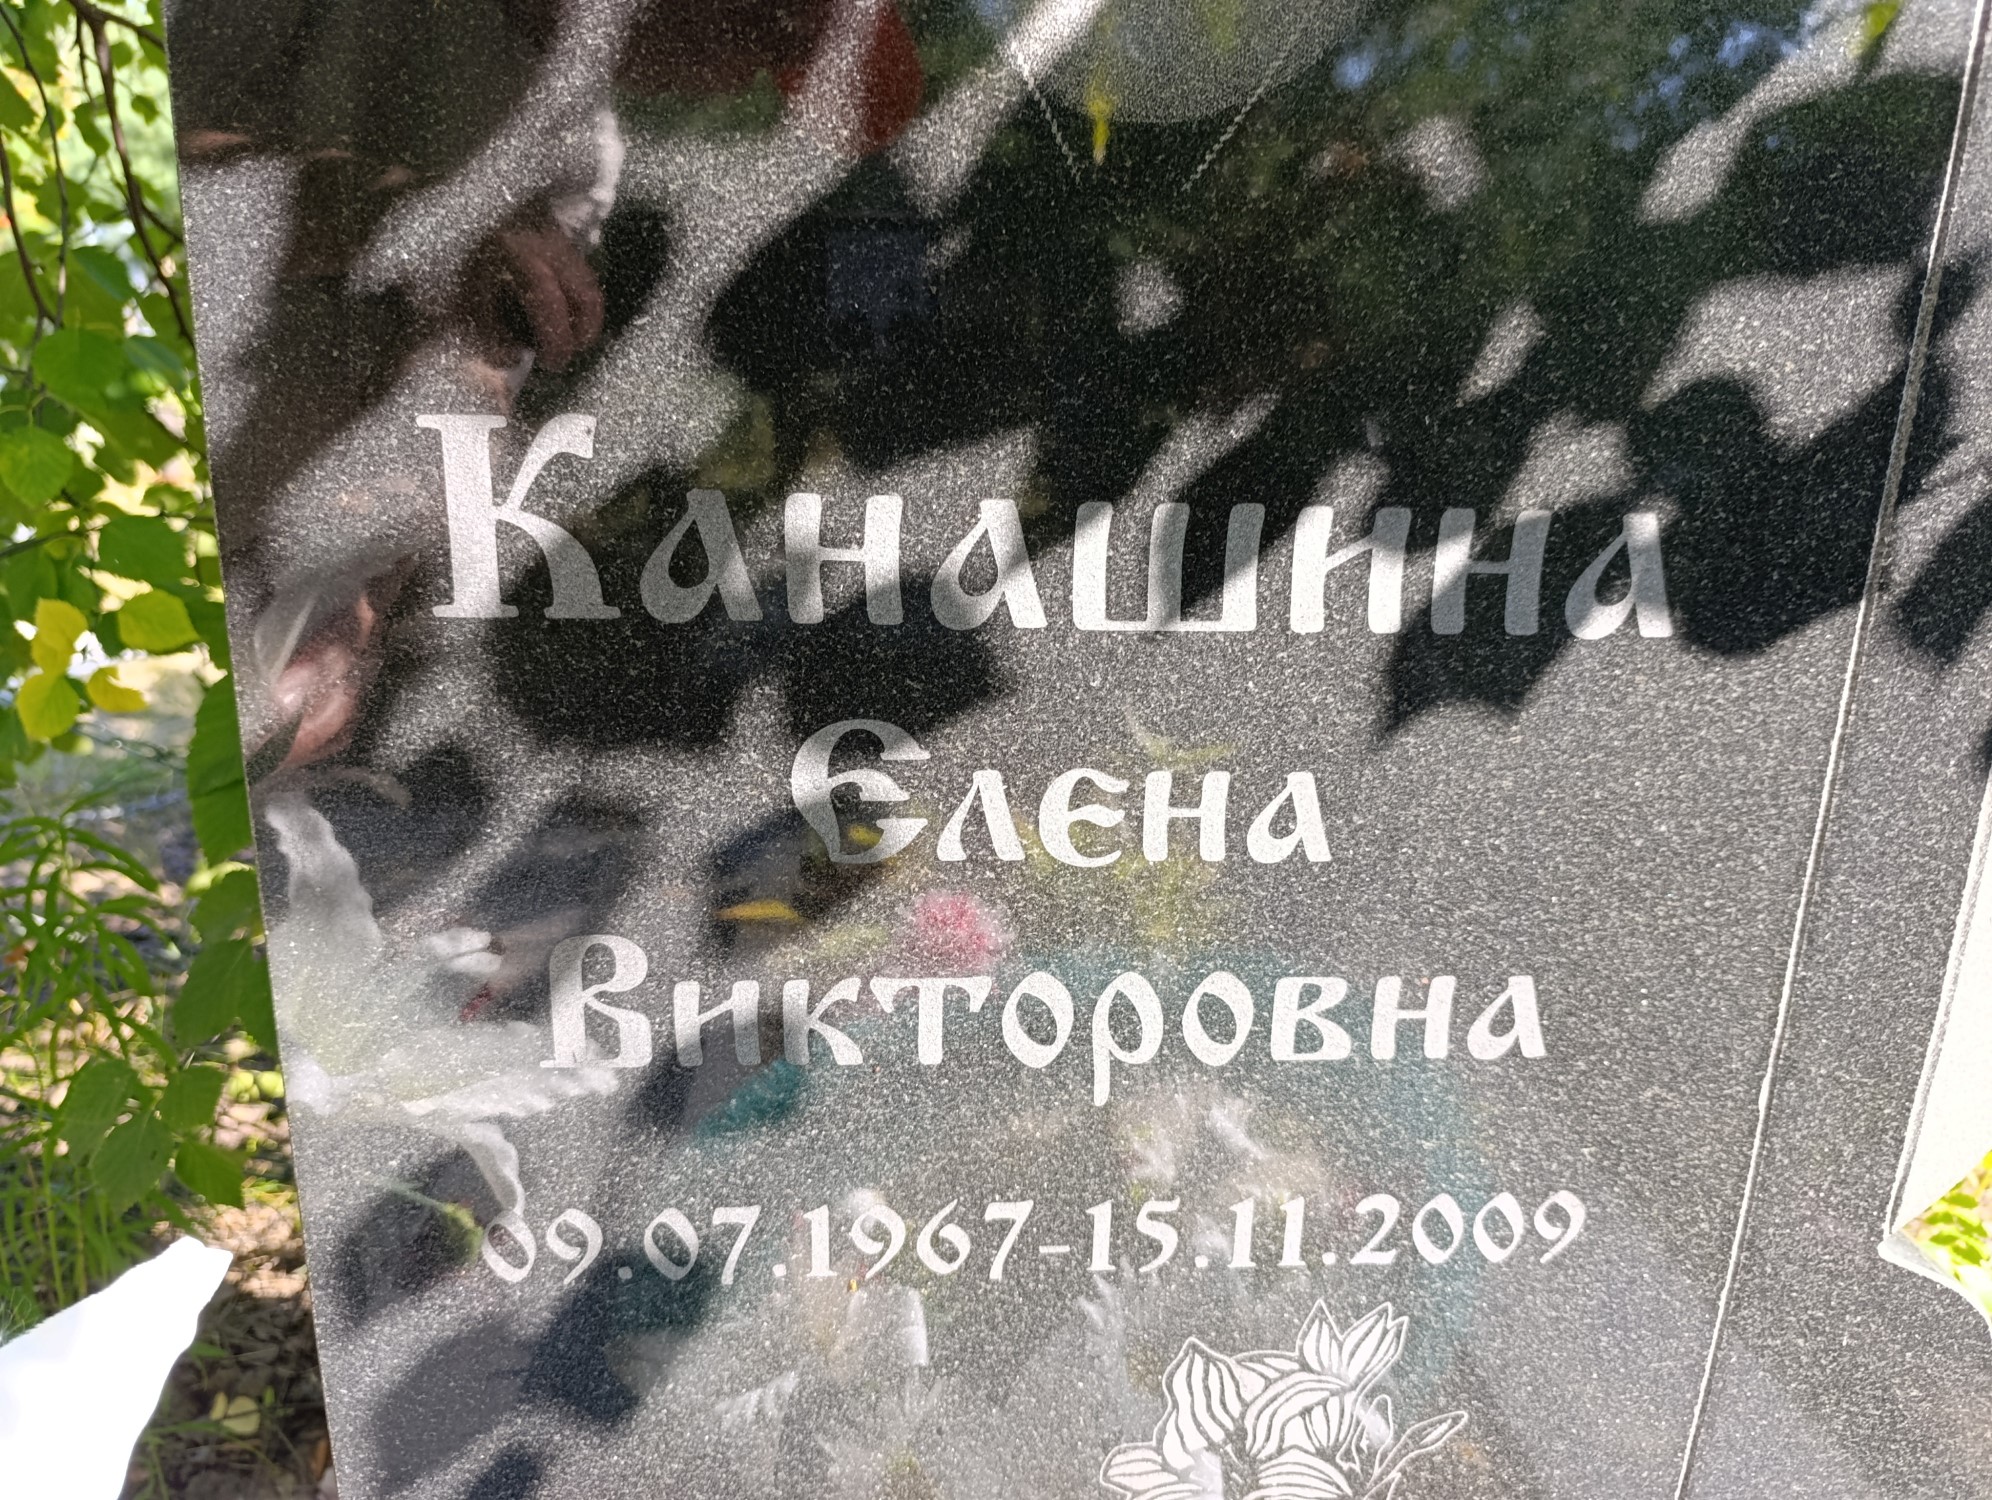 Канашина
Елена
Викторовна
09.07.1967-15.11.2009